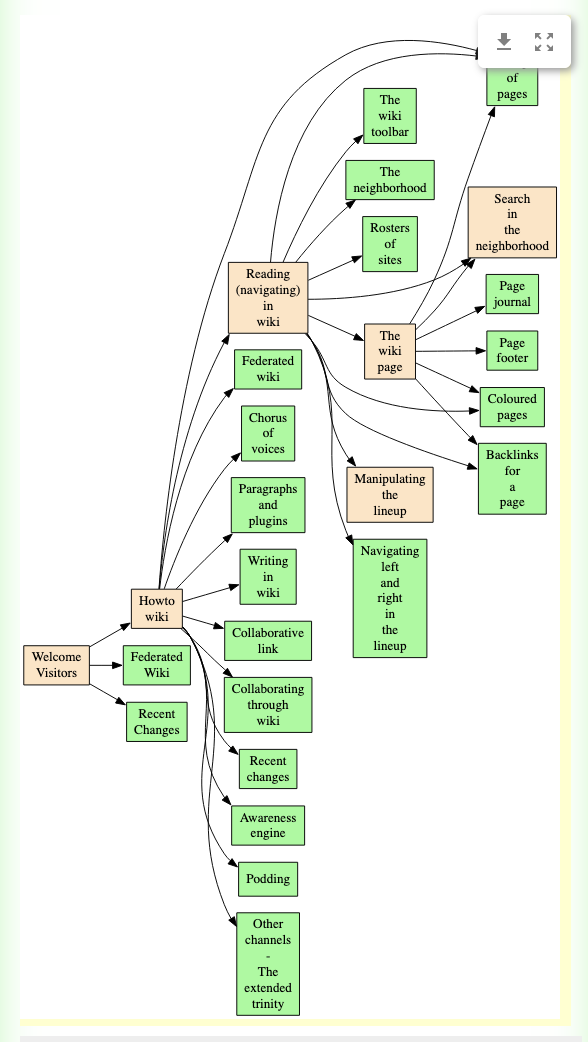 of
pages
The
wiki
toolbar
The
neighborhood
Search
in
the
neighborhood
Rosters
of
sites
Reading
(navigating)
in
wiki
Page
journal
The
wiki
page
Page
footer
Federated
wiki
Coloured
pages
Chorus
of
voices
Backlinks
for
a
page
Manipulating
the
lineup
Paragraphs
and
plugins
Navigating
left
and
right
in
the
lineup
Writing
in
wiki
Howto
wiki
Collaborative
link
Welcome
Visitors
Federated
Wiki
Collaborating
through
wiki
Recent
Changes
Recent
changes
Awareness
engine
Podding
Other
channels
-
The
extended
trinity